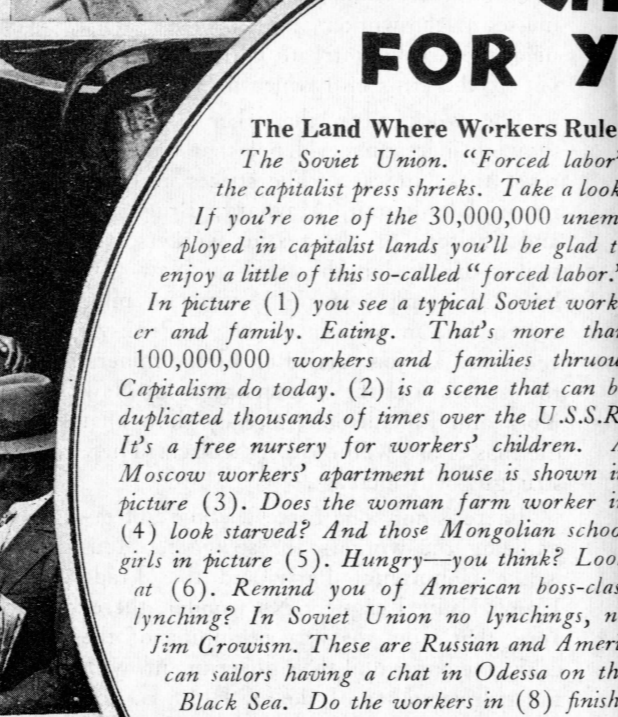 FOR Y
The Land Where Workers Rule
The Soviet Union. "Forced labor"
the capitalist press shrieks. Take a look
If you're one of the 30,000,000 unem
ployed in capitalist lands you'll be glad t
enjoy a little of this so-called "forced labor."
In picture (1) you see a typical Soviet work
er and family. Eating. That's more than
100,000,000 workers and families thruou
Capitalism do today. (2) is a scene that can b
duplicated thousands of times over the U.S.S.R
It's a free nursery for workers' children. A
Moscow workers' apartment house is shown i
picture (3). Does the woman farm worker i
(4) look starved? And those Mongolian schoo
girls in picture (5). Hungry—you think? Loo
at (6). Remind you of American boss-clas
lynching? In Soviet Union no lynchings, n
Jim Crowism. These are Russian and Ameri
can sailors having a chat in Odessa on th
Black Sea. Do the workers in (8) finish